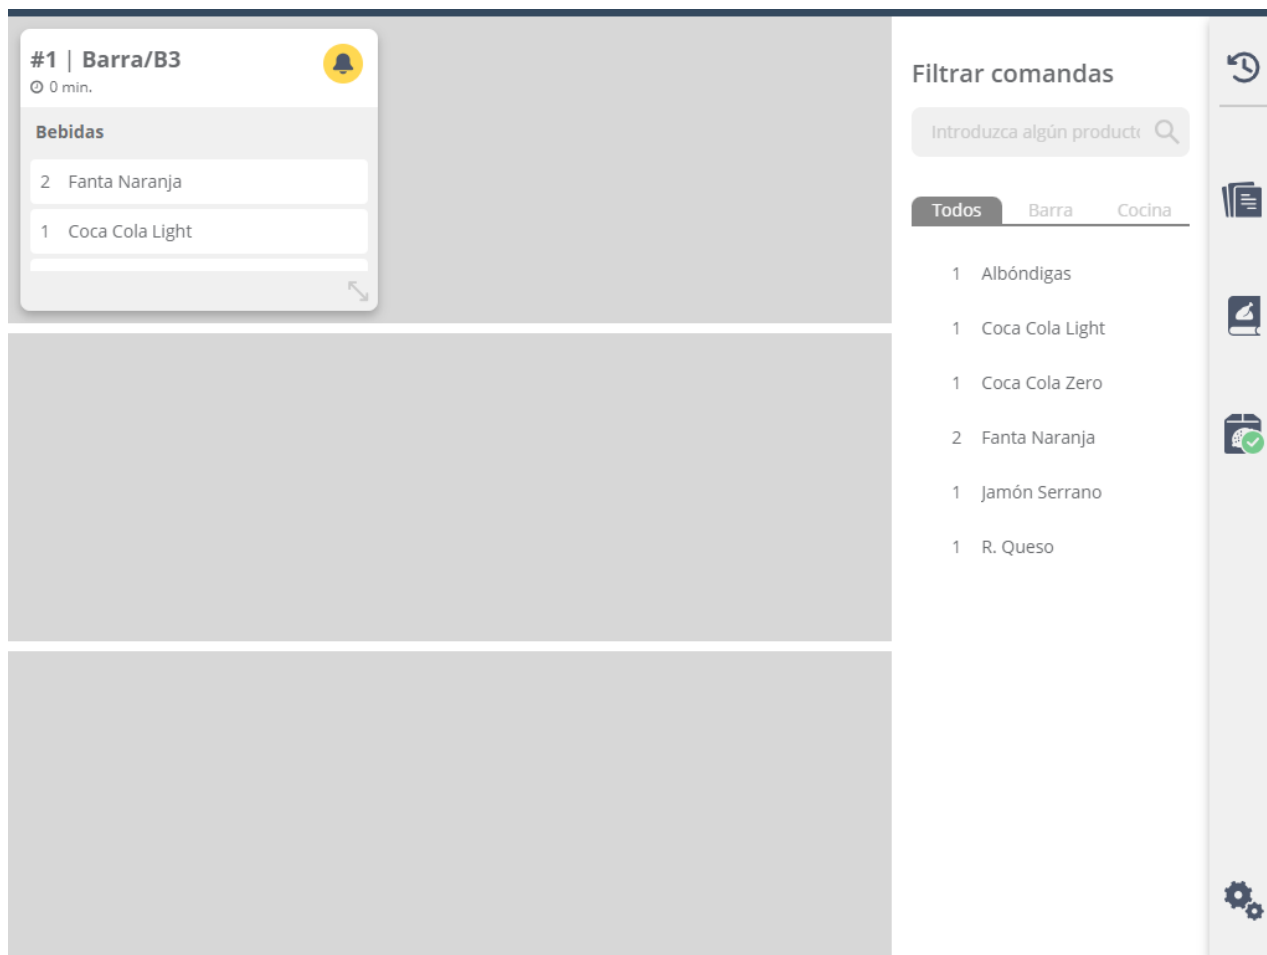 #1 | Barra/B3
0 min.
Bebidas
2 Fanta Naranja
1 Coca Cola Light
Filtrar comandas
Introduzca algún producto
Todos Barra Cocina
1 Albóndigas
1 Coca Cola Light
1 Coca Cola Zero
2 Fanta Naranja
1 Jamón Serrano
1 R. Queso